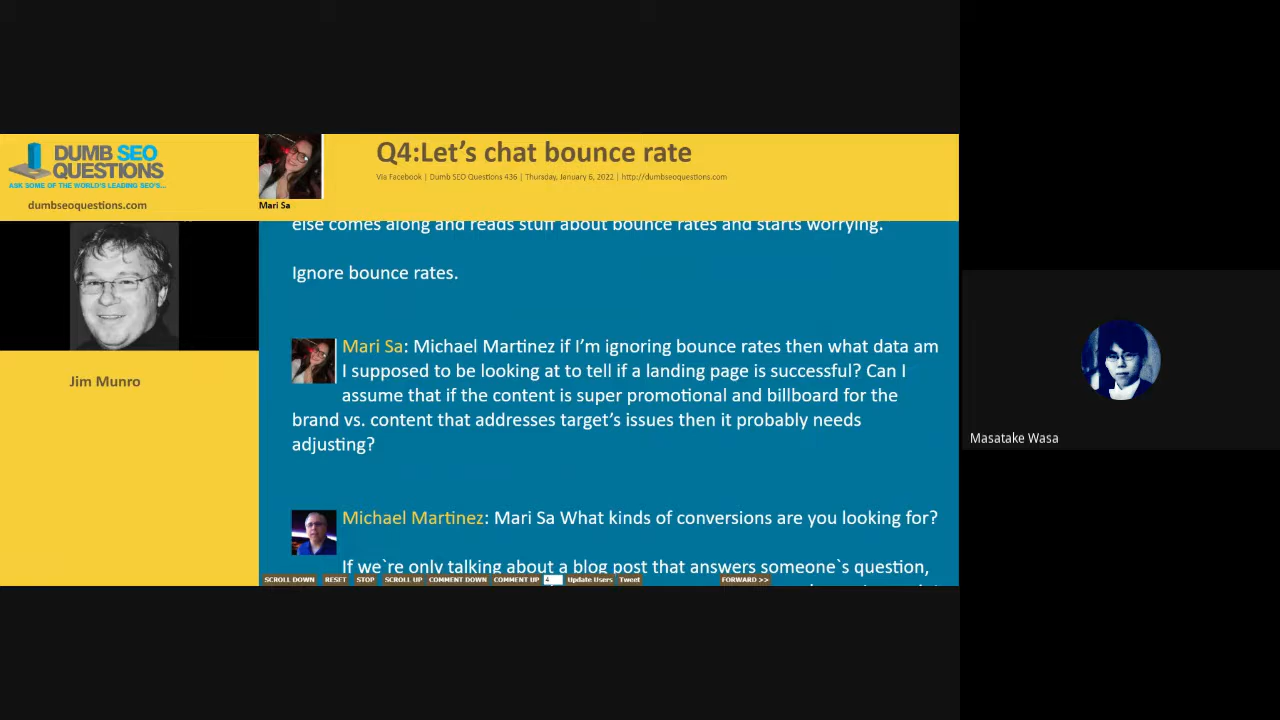 DUMB SEO
QUESTIONS
ASK SOME OF THE WORLD'S LEADING SEO'S...
dumbseoquestions.com
Mari Sa
Q4:Let's chat bounce rate
Via Facebook | Dumb SEO Questions 436 | Thursday, January 6, 2022 | http://dumbseoquestions.com
Jim Munro
else comes along and reads stuff about bounce rates and starts worrying.
Ignore bounce rates.
Mari Sa: Michael Martinez if I'm ignoring bounce rates then what data am
I supposed to be looking at to tell if a landing page is successful? Can I
assume that if the content is super promotional and billboard for the
brand vs. content that addresses target's issues then it probably needs
adjusting?
Michael Martinez: Mari Sa What kinds of conversions are you looking for?
If we`re only talking about a blog post that answers someone`s question,
SCROLL DOWN RESET STOP SCROLL UP COMMENT DOWN COMMENT UP 4 Update Users Tweet FORWARD >>
Masatake Wasa